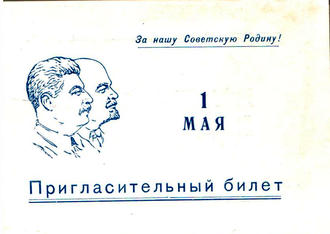 За нашу Советскую Родину!
1
МАЯ
Пригласительный билет